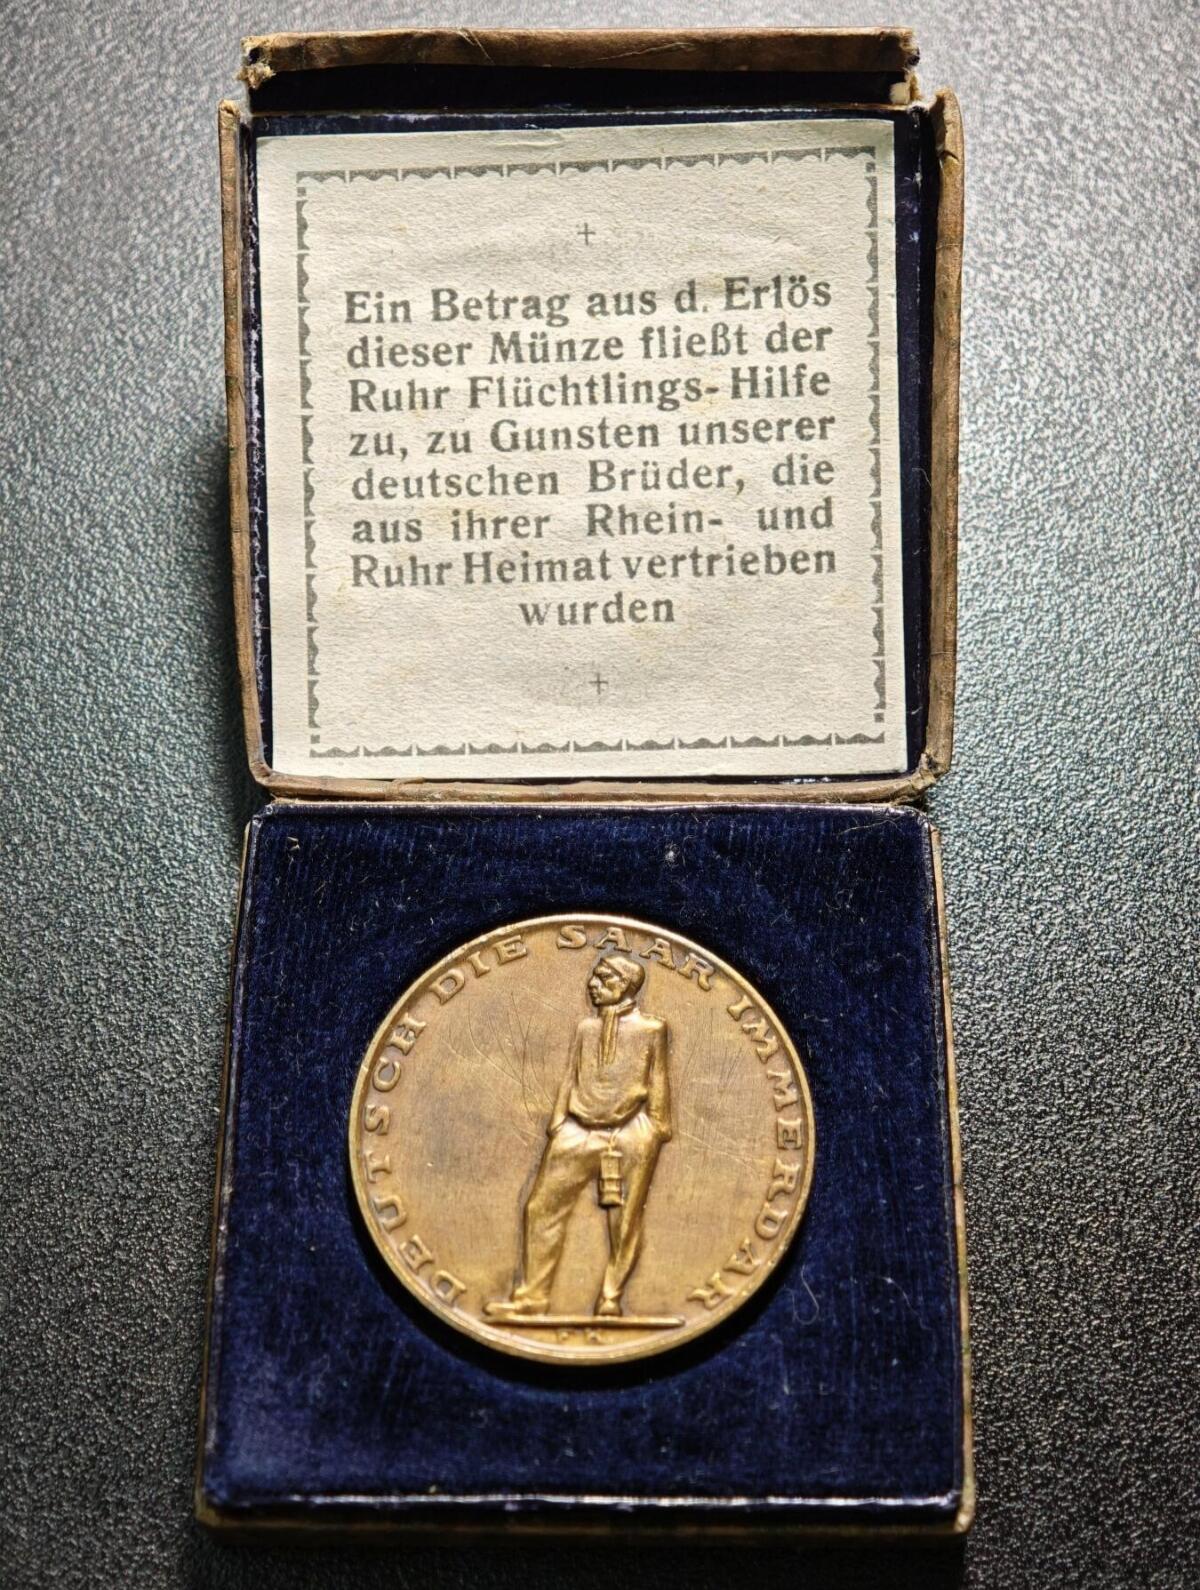 Ein Betrag aus d. Erlös
dieser Münze fließt der
Ruhr Flüchtlings-Hilfe
zu, zu Gunsten unserer
deutschen Brüder, die
aus ihrer Rhein- und
Ruhr Heimat vertrieben
wurden
DEUTSCH DIE SAAR IMMERDAR